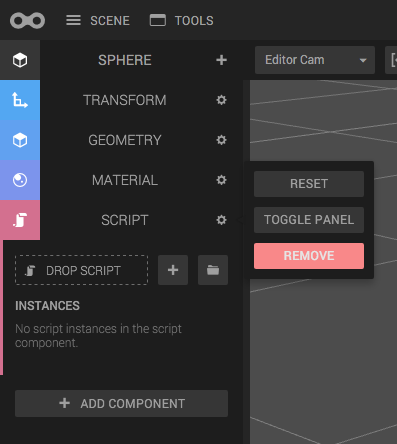 SCENE TOOLS
SPHERE
Editor Cam
TRANSFORM
GEOMETRY
MATERIAL
SCRIPT
RESET
TOGGLE PANEL
REMOVE
DROP SCRIPT
INSTANCES
No script instances in the script
component.
ADD COMPONENT